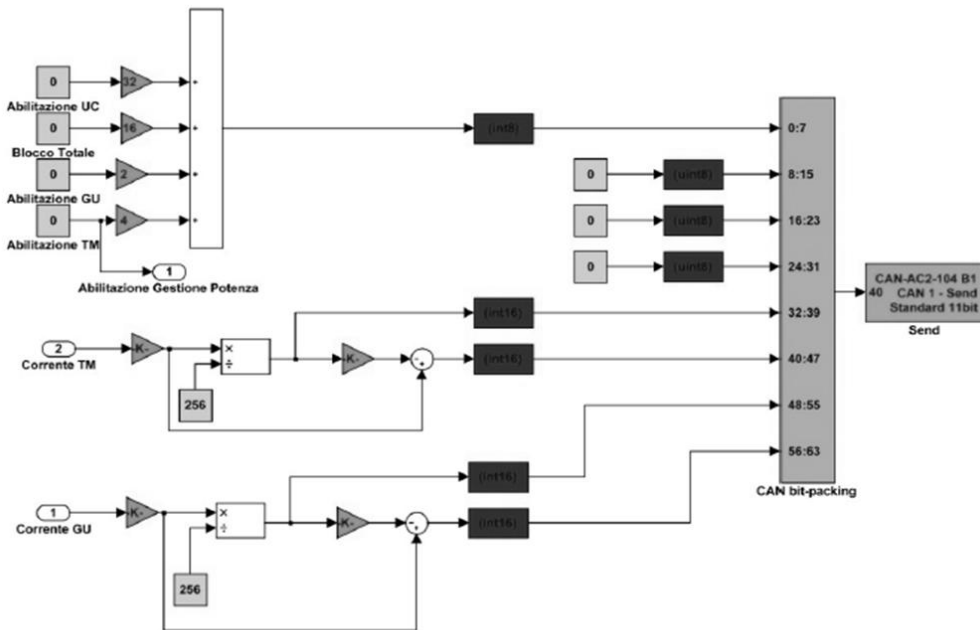 0
32
Abilitazione UC
0
16
Blocco Totale
0
2
Abilitazione GU
0
4
Abilitazione TM
1
Abilitazione Gestione Potenza
+
+
+
+
(int8)
0
(uint8)
0
(uint8)
0
(uint8)
2
Corrente TM
-K-
×
÷
256
-K-
-
+
(int16)
(int16)
1
Corrente GU
-K-
×
÷
256
-K-
-
+
(int16)
(int16)
0:7
8:15
16:23
24:31
32:39
40:47
48:55
56:63
CAN bit-packing
CAN-AC2-104 B1
40 CAN 1 - Send
Standard 11bit
Send